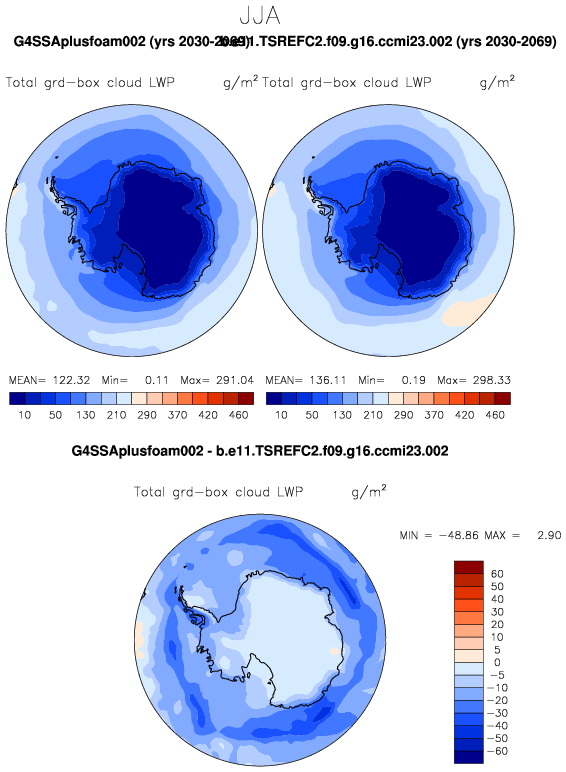 JJA
G4SSAplusfoam002 (yrs 2030-2069) b.e11.TSREFC2.f09.g16.ccmi23.002 (yrs 2030-2069)
Total grd-box cloud LWP g/m² Total grd-box cloud LWP g/m²
MEAN= 122.32 Min= 0.11 Max= 291.04 MEAN= 136.11 Min= 0.19 Max= 298.33
10 50 130 210 290 370 420 460 10 50 130 210 290 370 420 460
G4SSAplusfoam002 - b.e11.TSREFC2.f09.g16.ccmi23.002
Total grd-box cloud LWP g/m²
MIN = -48.86 MAX = 2.90
60
50
40
30
20
10
5
0
-5
-10
-20
-30
-40
-50
-60